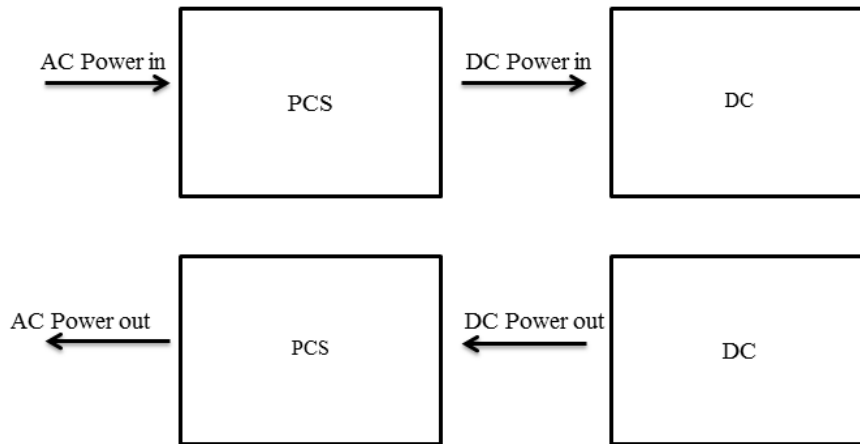 AC Power in
PCS
DC Power in
DC
AC Power out
PCS
DC Power out
DC